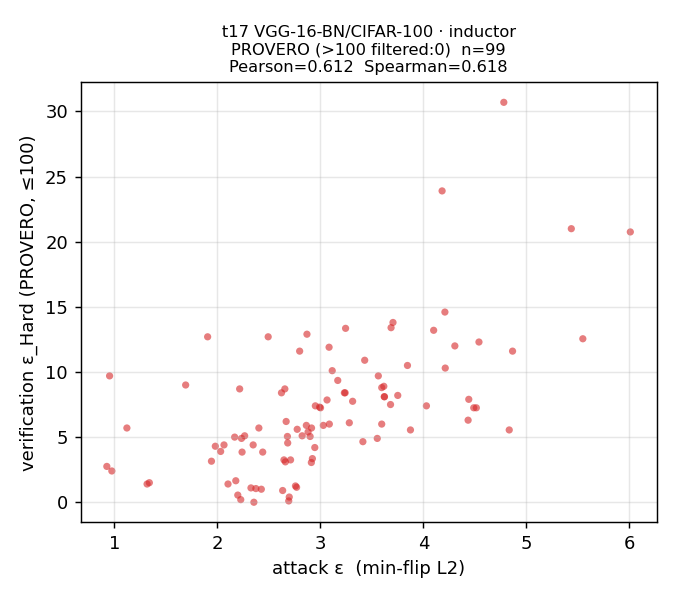 t17 VGG-16-BN/CIFAR-100 · inductor
PROVERO (>100 filtered:0)  n=99
Pearson=0.612  Spearman=0.618
verification ε_Hard (PROVERO, ≤100)
30
25
20
15
10
5
0
1 2 3 4 5 6
attack ε  (min-flip L2)